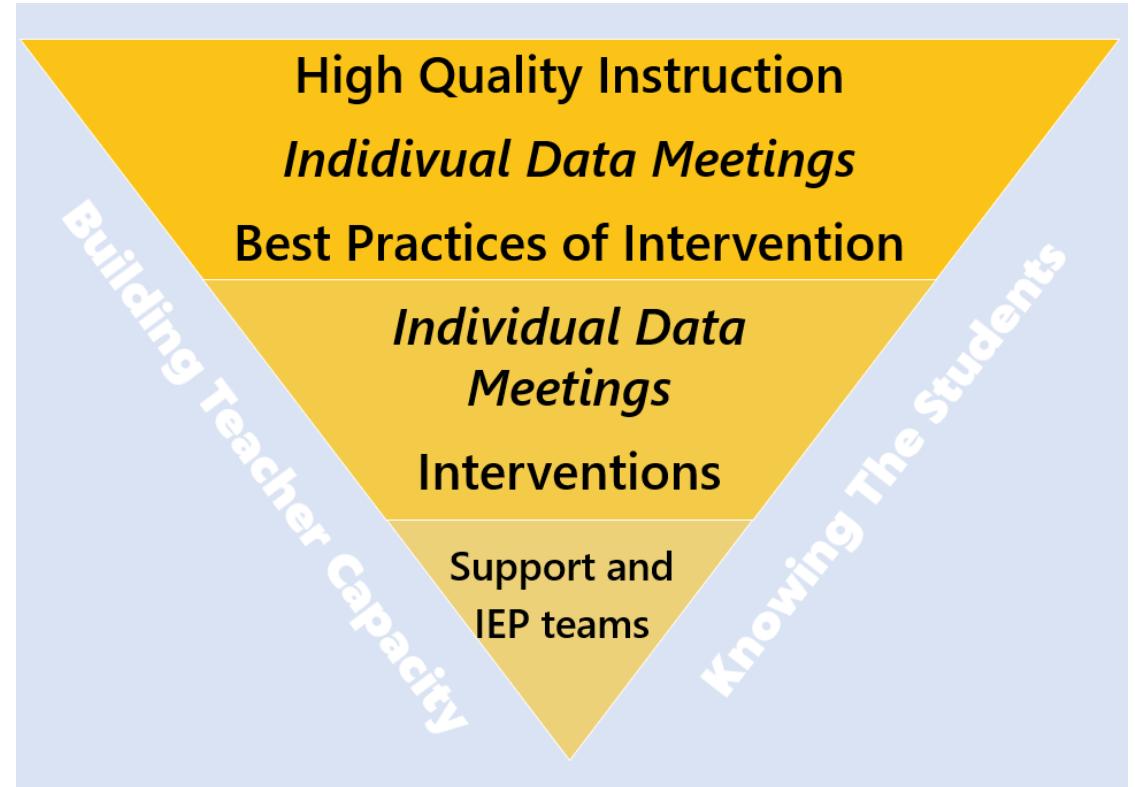 High Quality Instruction
Indidivual Data Meetings
Best Practices of Intervention
Individual Data
Meetings
Interventions
Support and
IEP teams
Building Teacher Capacity
Knowing The Students